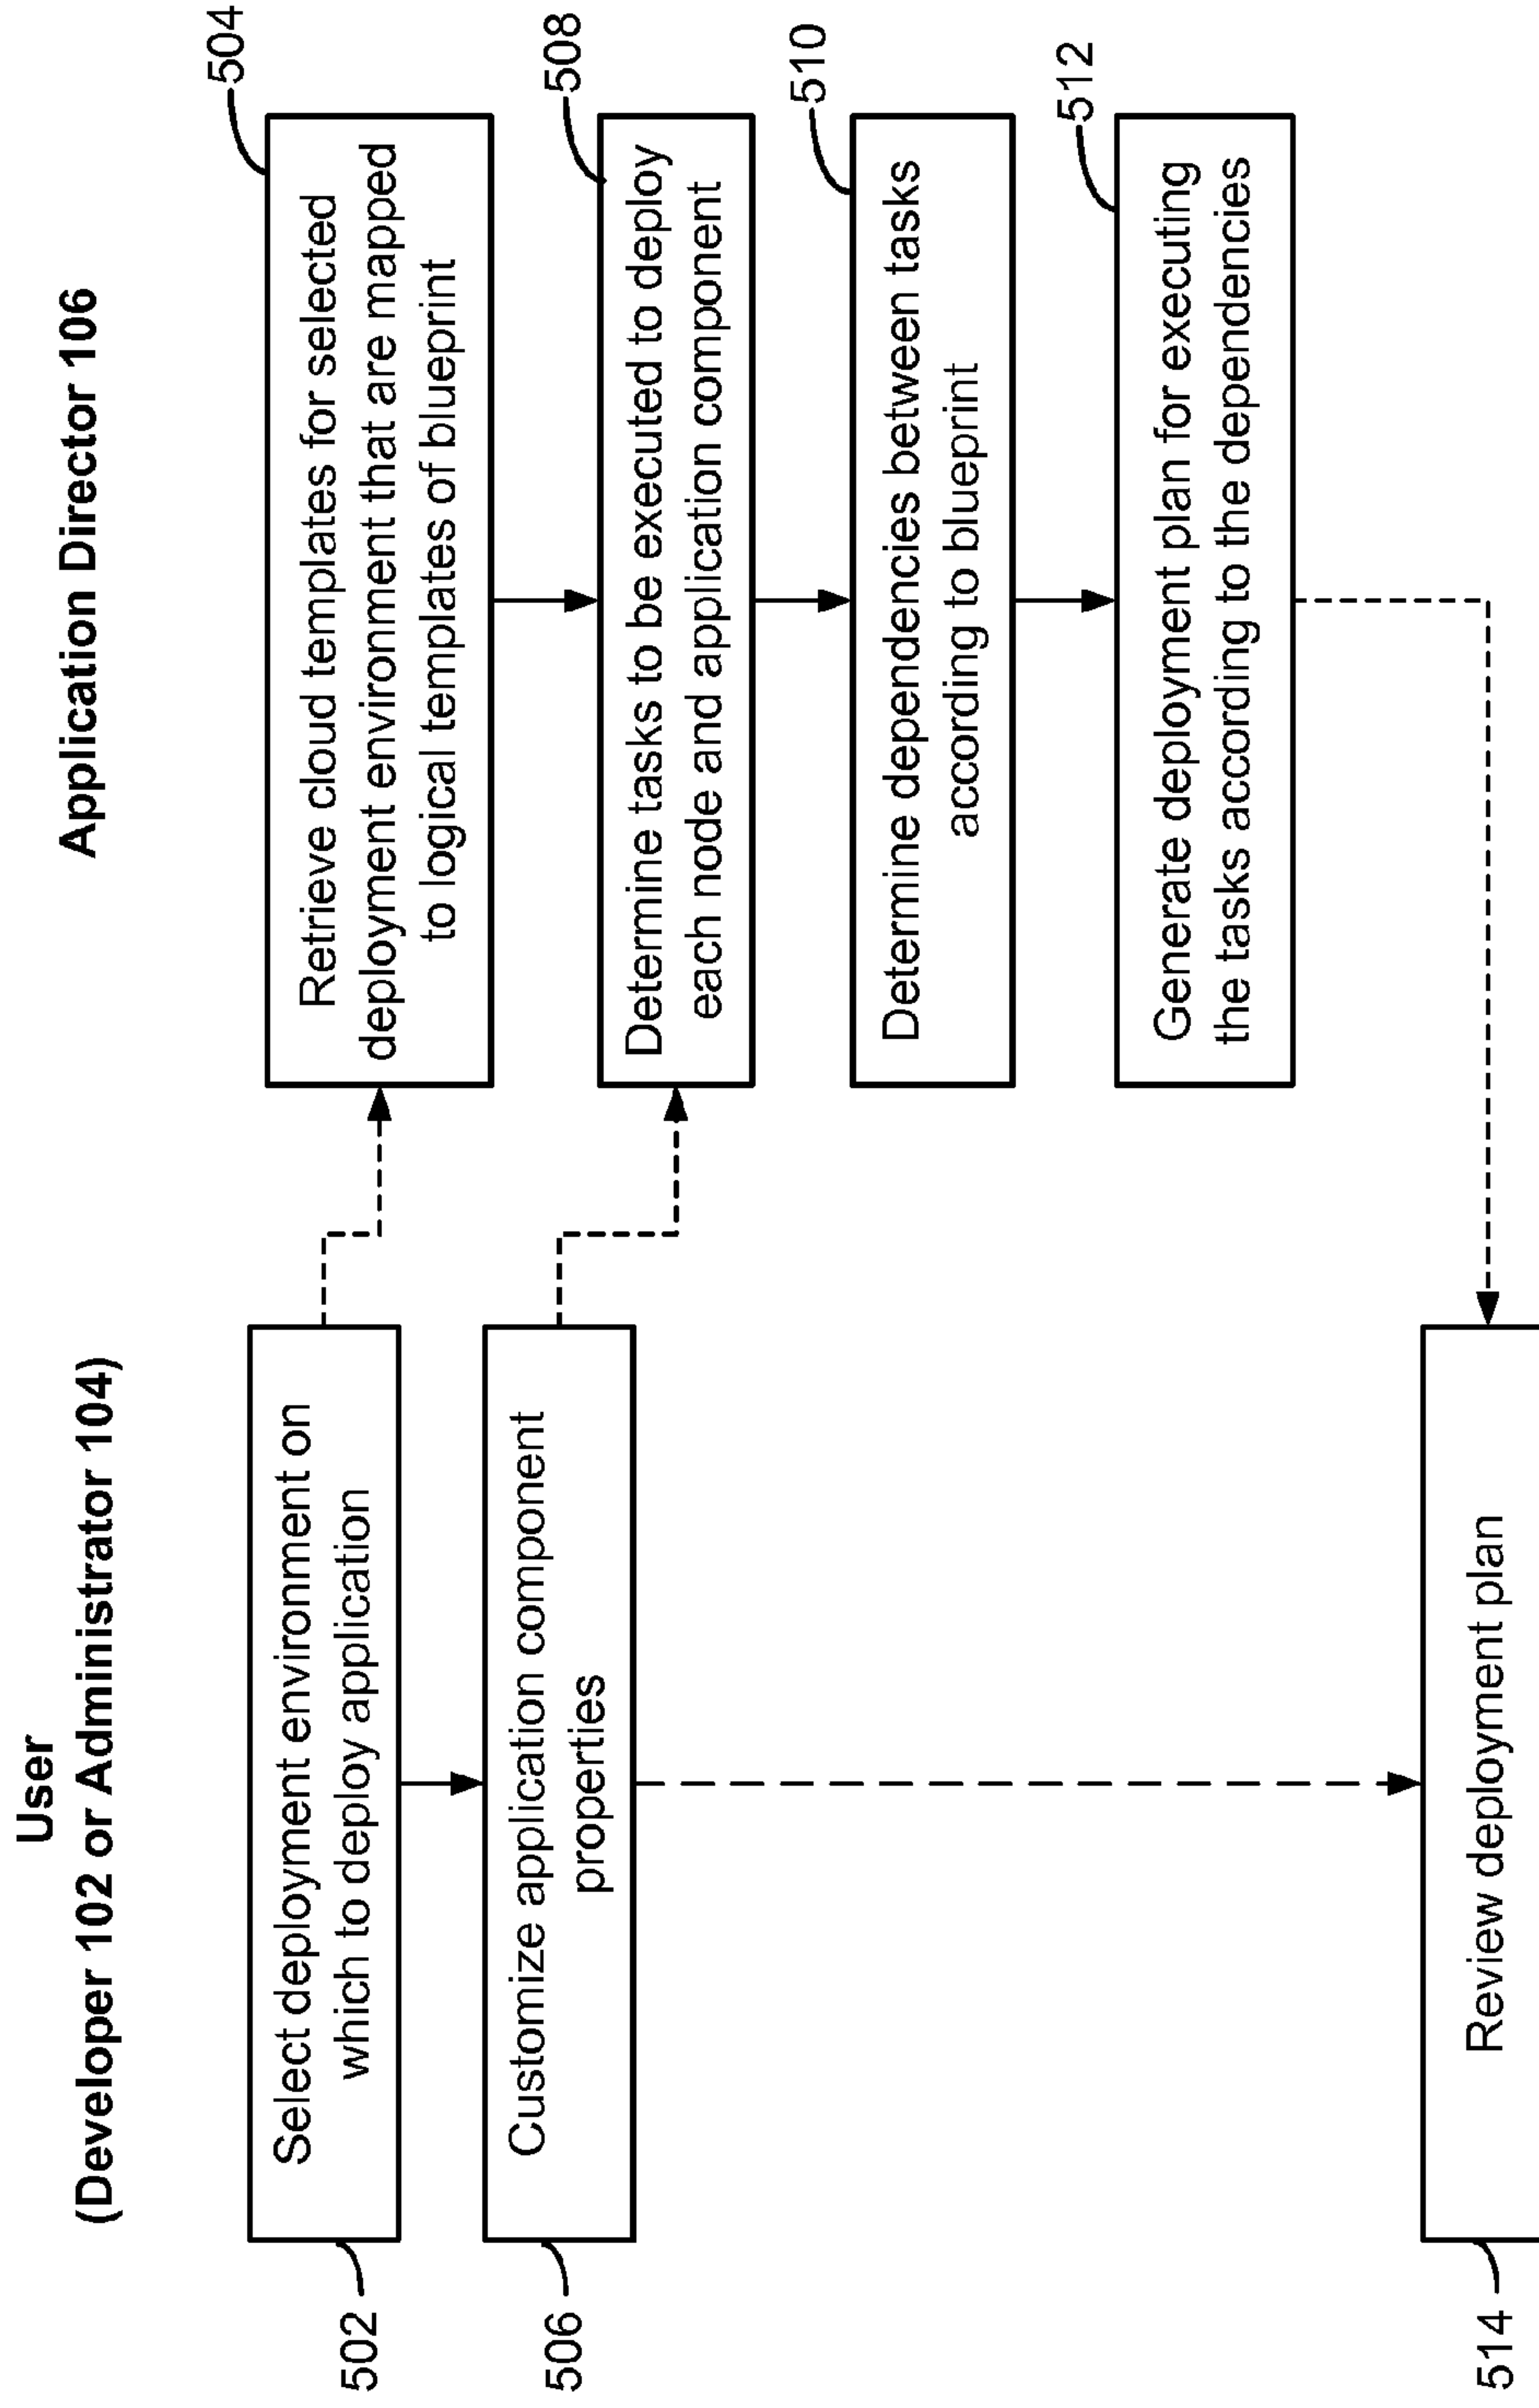 User
(Developer 102 or Administrator 104)
Application Director 106
502
Select deployment environment on
which to deploy application
504
Retrieve cloud templates for selected
deployment environment that are mapped
to logical templates of blueprint
506
Customize application component
properties
508
Determine tasks to be executed to deploy
each node and application component
510
Determine dependencies between tasks
according to blueprint
512
Generate deployment plan for executing
the tasks according to the dependencies
514
Review deployment plan